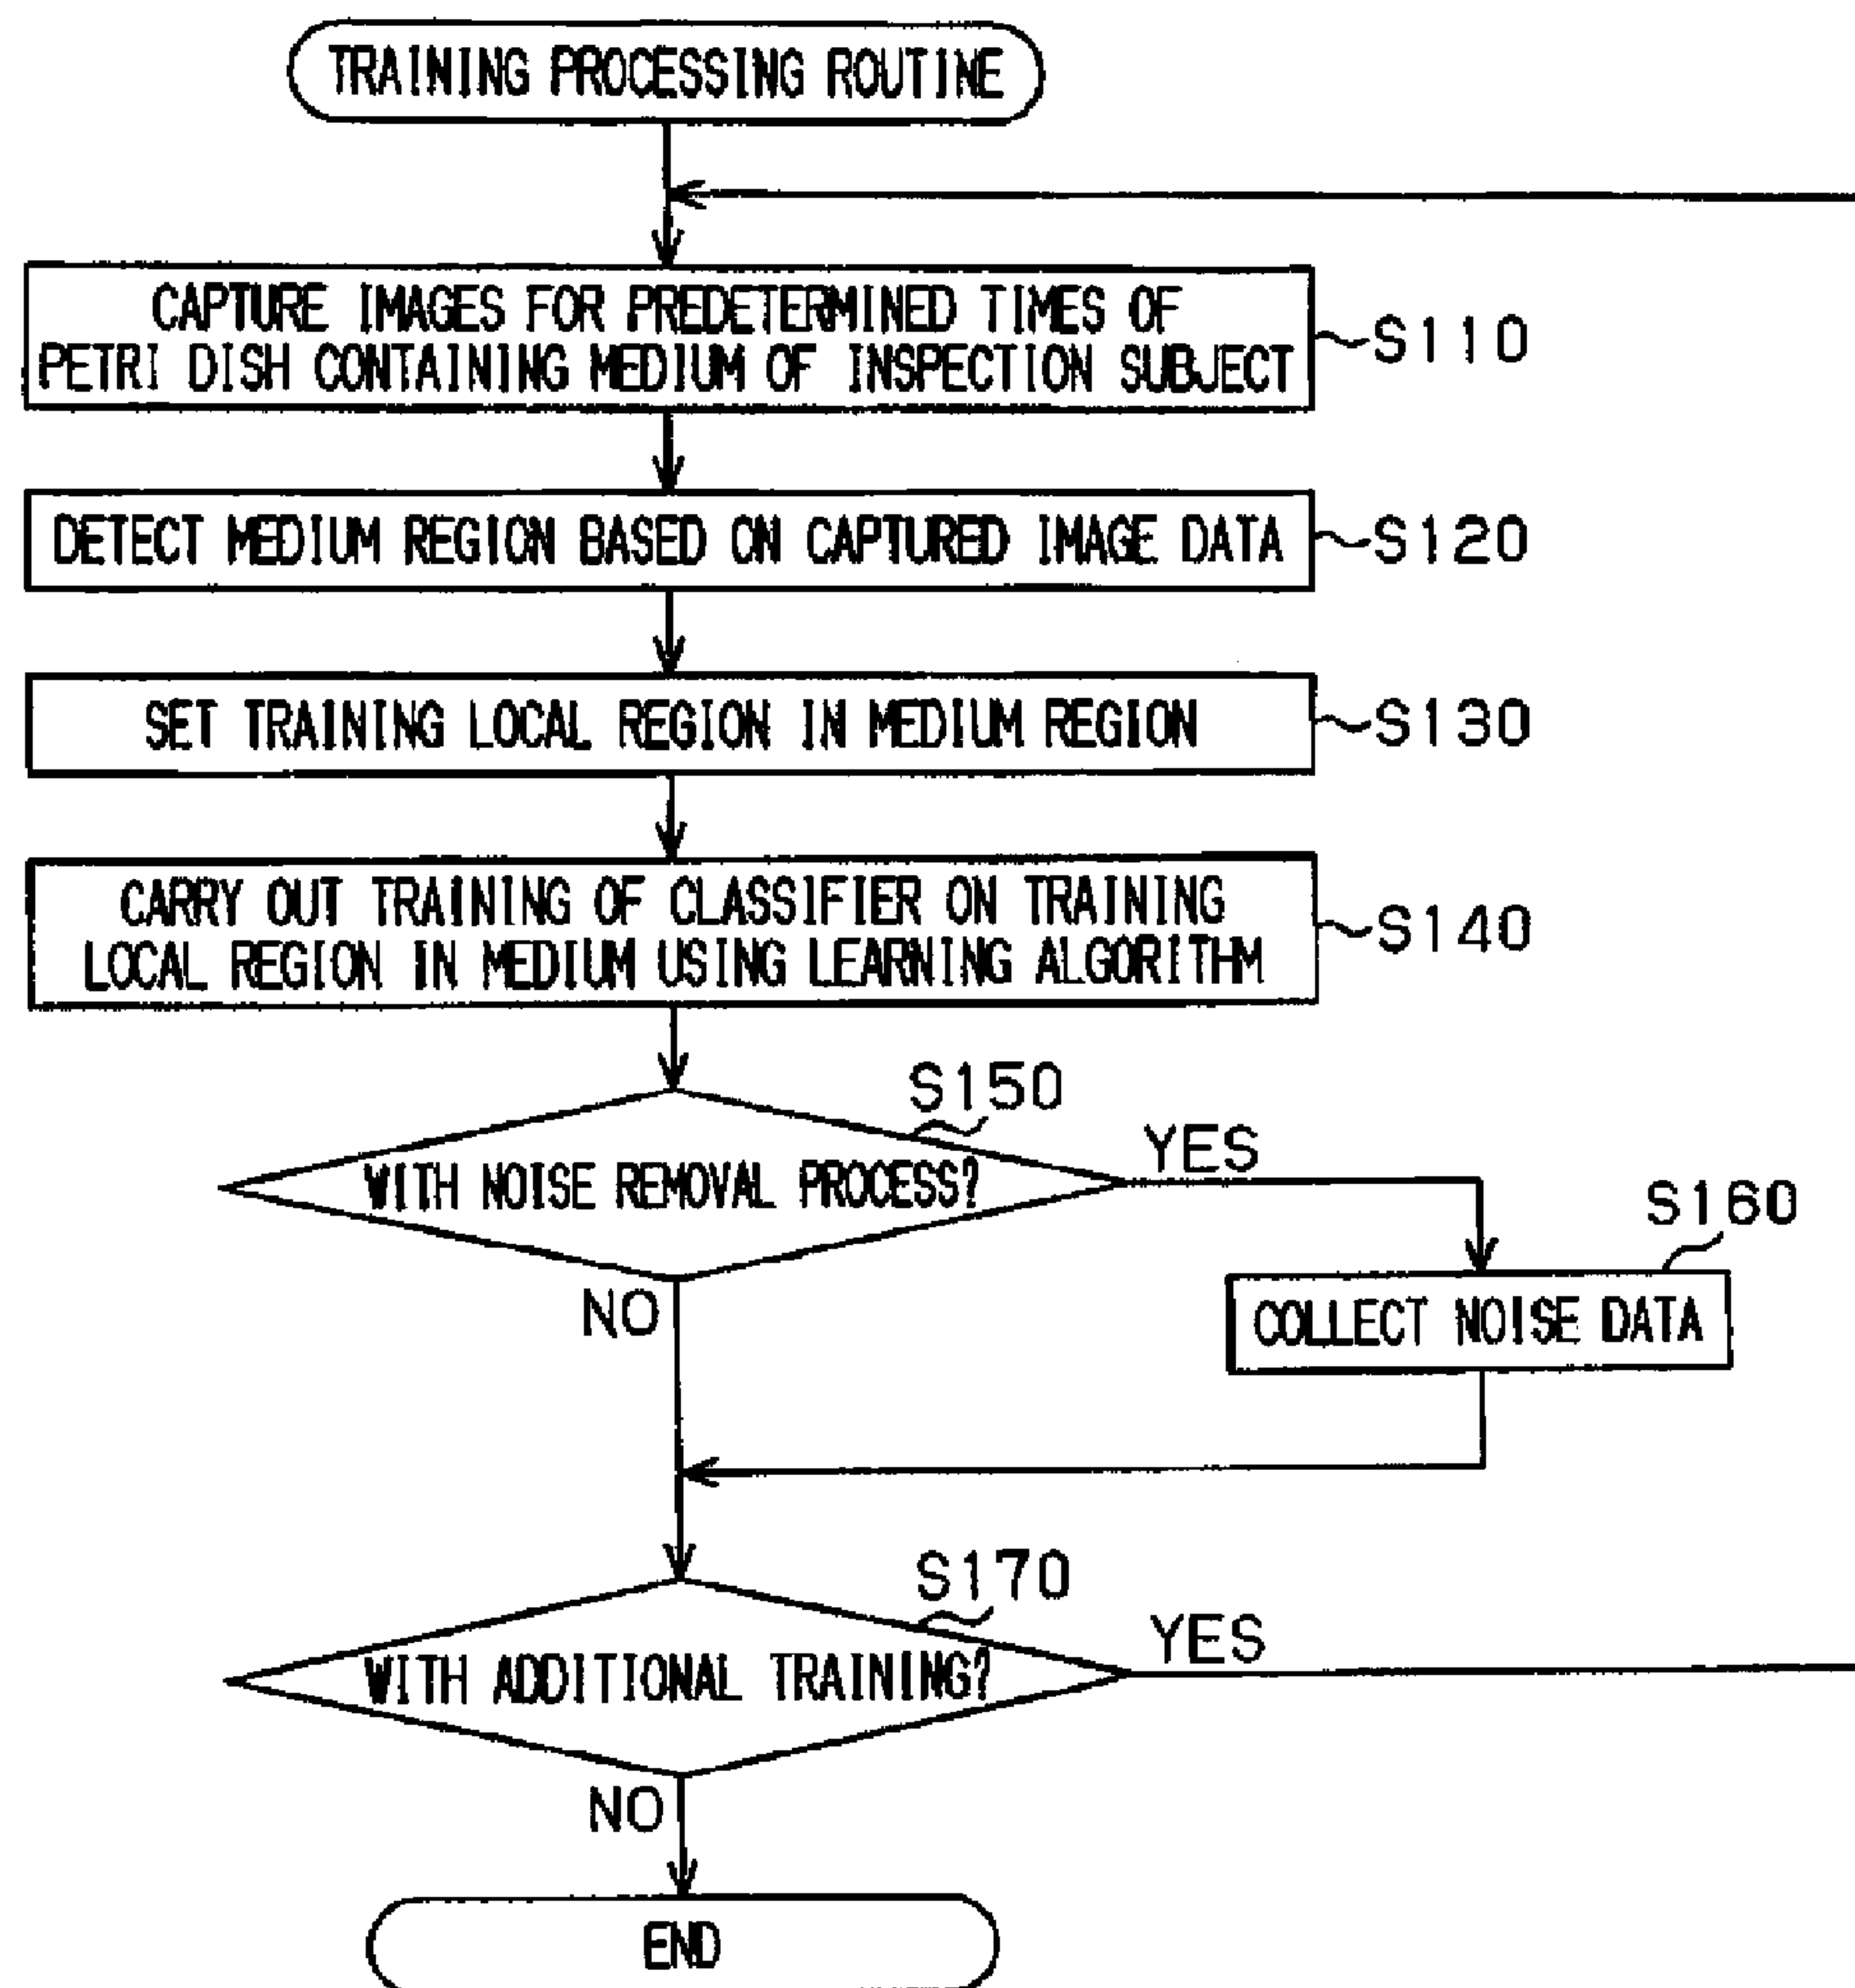 TRAINING PROCESSING ROUTINE
CAPTURE IMAGES FOR PREDETERMINED TIMES OF
PETRI DISH CONTAINING MEDIUM OF INSPECTION SUBJECT
S110
DETECT MEDIUM REGION BASED ON CAPTURED IMAGE DATA
S120
SET TRAINING LOCAL REGION IN MEDIUM REGION
S130
CARRY OUT TRAINING OF CLASSIFIER ON TRAINING
LOCAL REGION IN MEDIUM USING LEARNING ALGORITHM
S140
S150
WITH NOISE REMOVAL PROCESS?
YES
S160
NO
COLLECT NOISE DATA
S170
WITH ADDITIONAL TRAINING?
YES
NO
END